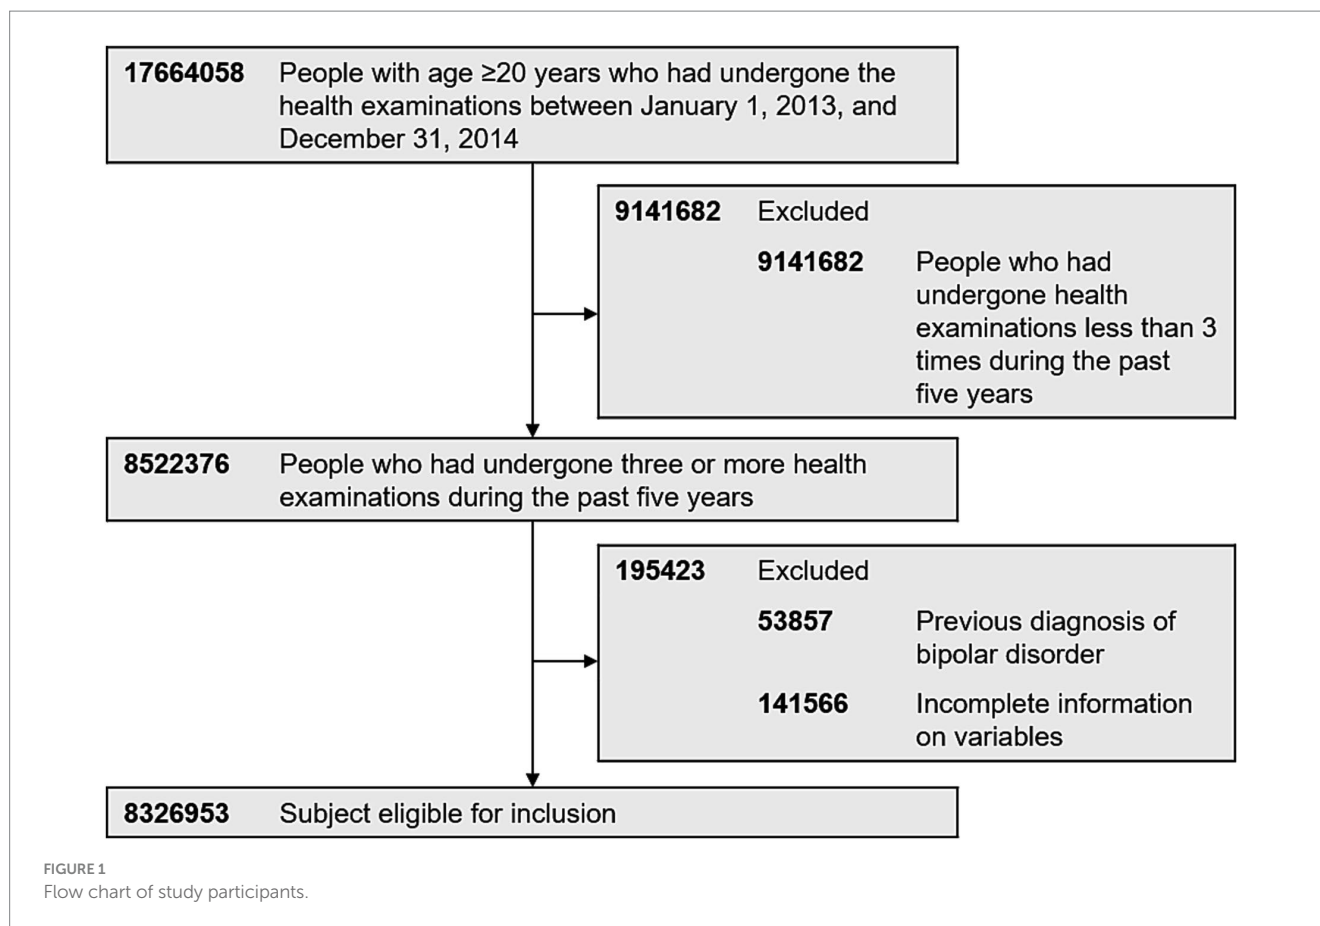 17664058 People with age ≥20 years who had undergone the
health examinations between January 1, 2013, and
December 31, 2014
9141682 Excluded
9141682 People who had
undergone health
examinations less than 3
times during the past
five years
8522376 People who had undergone three or more health
examinations during the past five years
195423 Excluded
53857 Previous diagnosis of
bipolar disorder
141566 Incomplete information
on variables
8326953 Subject eligible for inclusion
FIGURE 1
Flow chart of study participants.